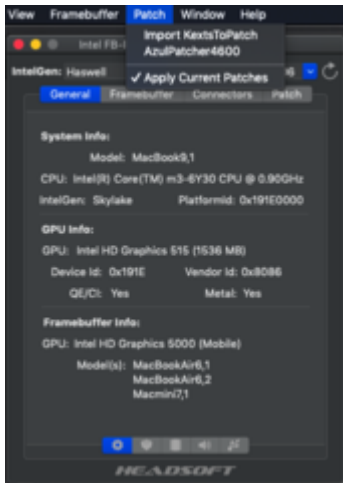 View Framebuffer Patch Window Help
Import KextsToPatch
AzulPatcher4600
✓ Apply Current Patches
Intel FB-
IntelGen: Haswell
General Framebuffer Connectors Patch
System Info:
Model: MacBook9,1
CPU: Intel(R) Core(TM) m3-6Y30 CPU @ 0.90GHz
IntelGen: Skylake Platformid: 0x191E0000
GPU Info:
GPU: Intel HD Graphics 515 (1536 MB)
Device Id: 0x191E Vendor Id: 0x8086
QE/CI: Yes Metal: Yes
Framebuffer Info:
GPU: Intel HD Graphics 5000 (Mobile)
Model(s): MacBookAir6,1
MacBookAir6,2
Macmini7,1
HEADSOFT